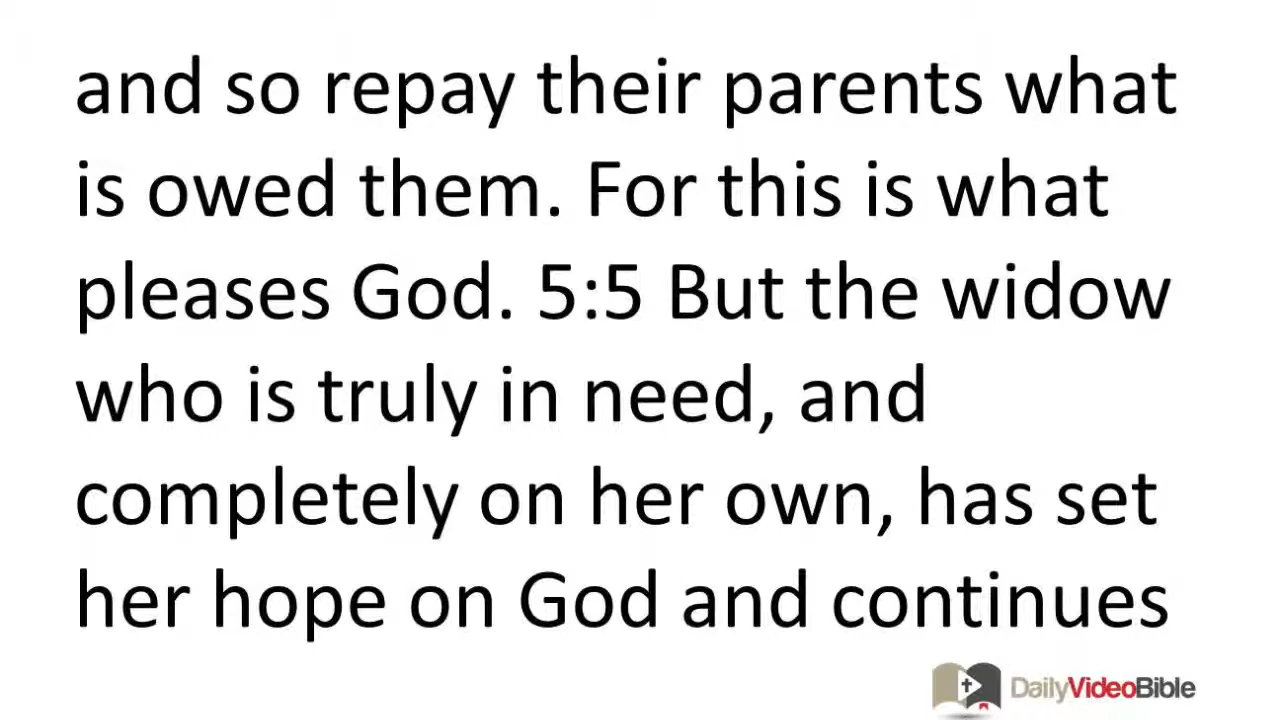 and so repay their parents what
is owed them. For this is what
pleases God. 5:5 But the widow
who is truly in need, and
completely on her own, has set
her hope on God and continues
DailyVideoBible